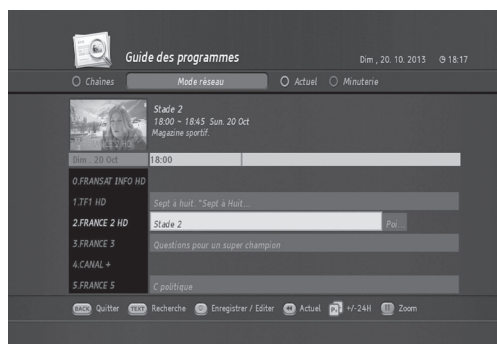 Guide des programmes
Dim , 20. 10. 2013 18:17
Chaînes Mode réseau Actuel Minuterie
Stade 2
18:00 ~ 18:45 Sun. 20 Oct
Magazine sportif.
FRANCE 2 HD
Dim . 20 Oct 18:00
0.FRANSAT INFO HD
1.TF1 HD Sept à huit. "Sept à Huit...
2.FRANCE 2 HD Stade 2 Poi...
3.FRANCE 3 Questions pour un super champion
4.CANAL +
5.FRANCE 5 C politique
BACK Quitter TEXT Recherche Enregistrer / Editer Actuel +/-24H Zoom